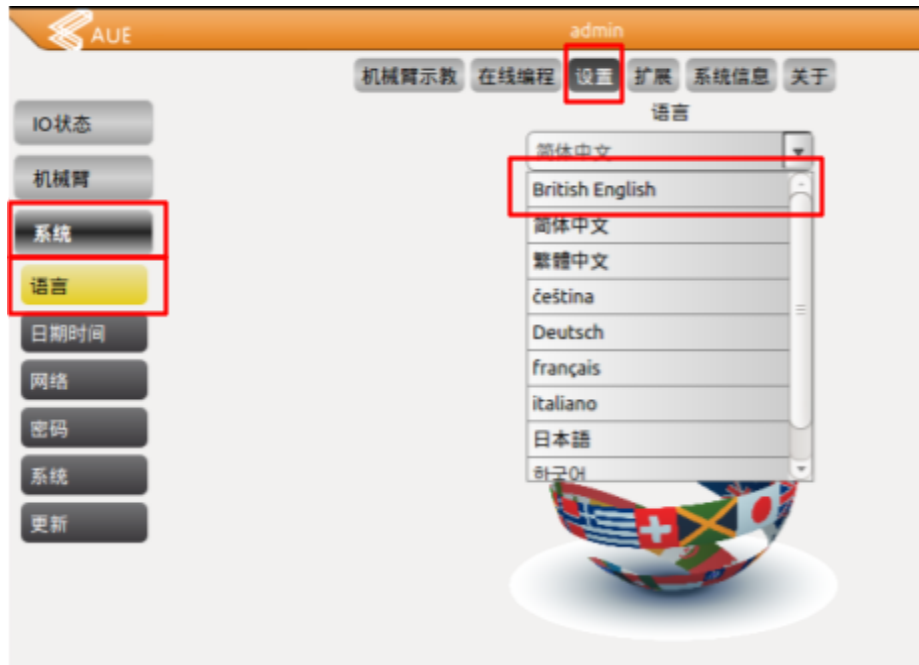 AUE
admin
机械臂示教 在线编程 设置 扩展 系统信息 关于
语言
IO状态
机械臂
系统
语言
日期时间
网络
密码
系统
更新
简体中文
British English
简体中文
繁體中文
čeština
Deutsch
français
italiano
日本語
한국어